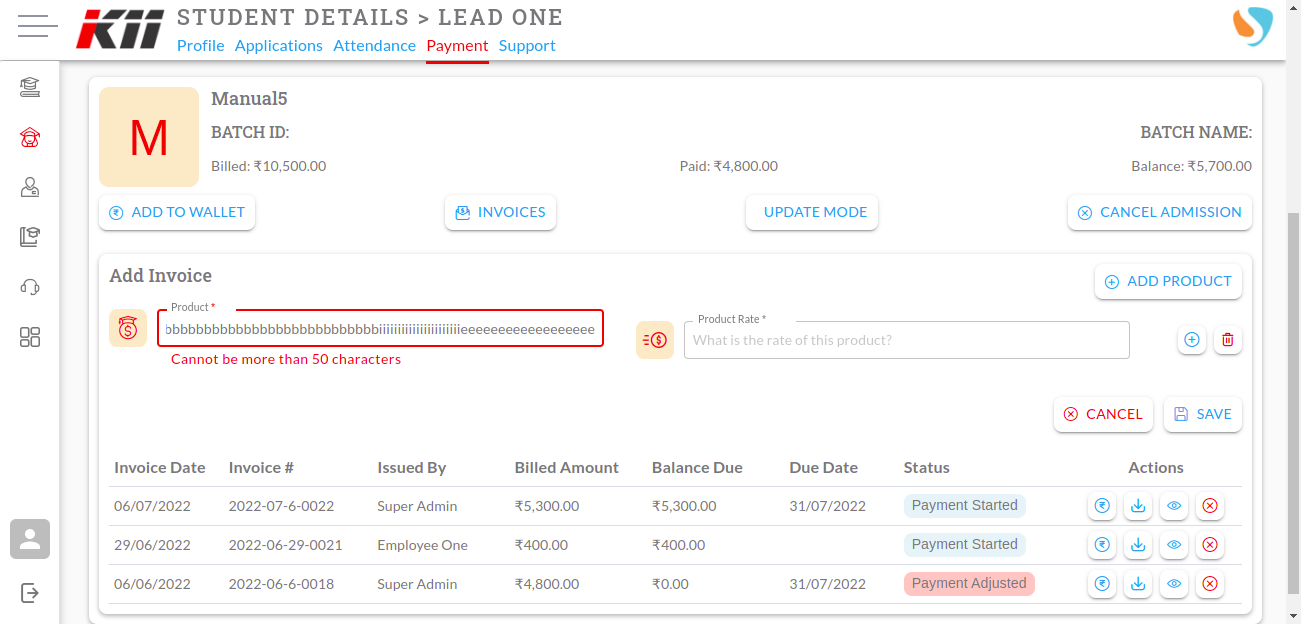 STUDENT DETAILS > LEAD ONE
KII
Profile Applications Attendance Payment Support
M
Manual5
BATCH ID: BATCH NAME:
Billed: ₹10,500.00 Paid: ₹4,800.00 Balance: ₹5,700.00
ADD TO WALLET INVOICES UPDATE MODE CANCEL ADMISSION
Add Invoice
ADD PRODUCT
Product *
Product Rate *
What is the rate of this product?
Cannot be more than 50 characters
CANCEL SAVE
Invoice Date Invoice # Issued By Billed Amount Balance Due Due Date Status Actions
06/07/2022 2022-07-6-0022 Super Admin ₹5,300.00 ₹5,300.00 31/07/2022 Payment Started
29/06/2022 2022-06-29-0021 Employee One ₹400.00 ₹400.00 Payment Started
06/06/2022 2022-06-6-0018 Super Admin ₹4,800.00 ₹0.00 31/07/2022 Payment Adjusted